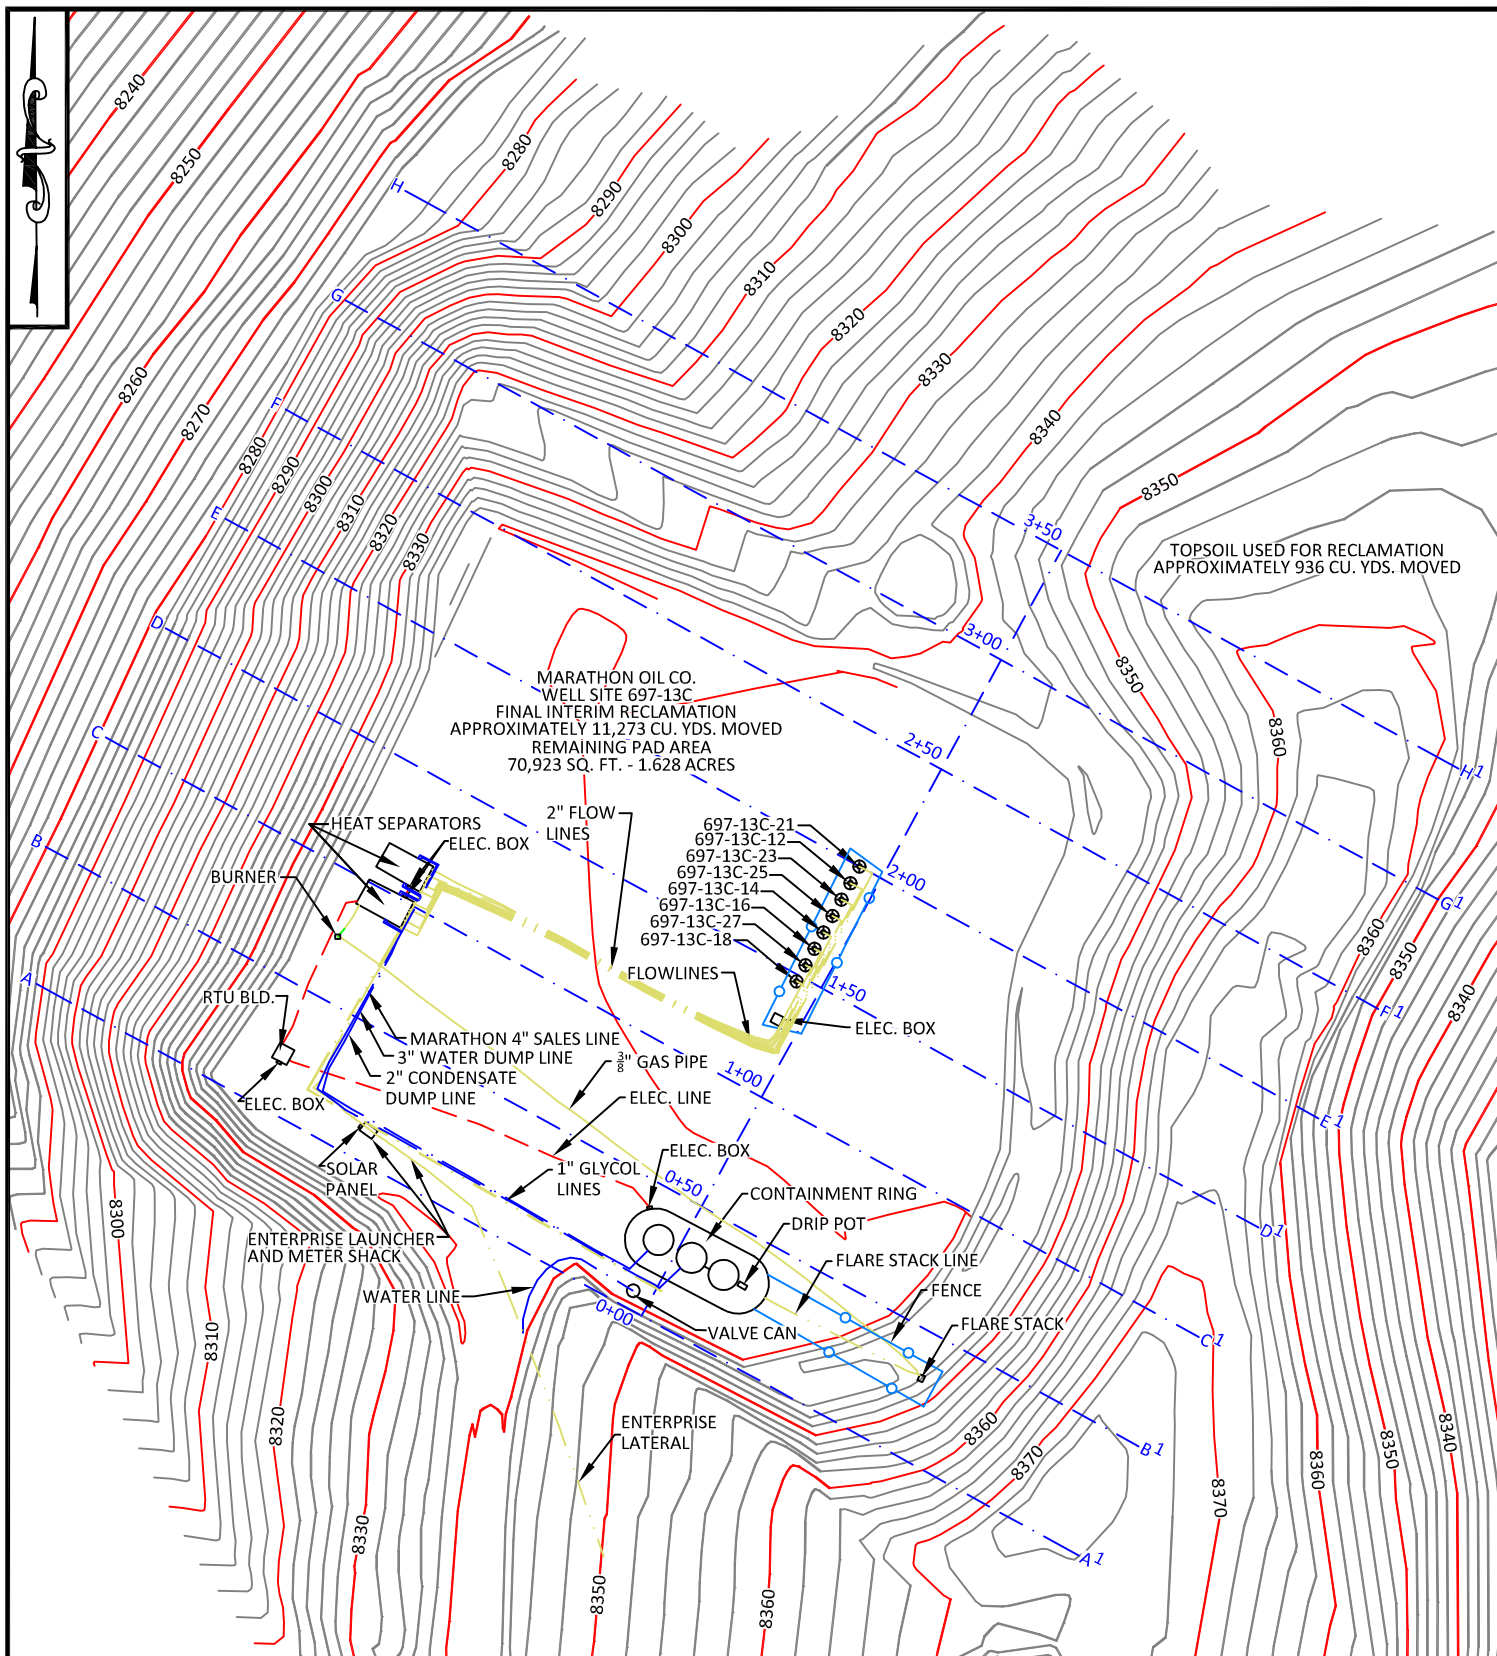 8240
8250
8260
8270
8280
8290
8300
8310
8320
8330
8280
8290
8300
8310
8320
8330
8340
8350
H
G
F
E
D
C
B
A
3+50
3+00
2+50
2+00
1+50
1+00
0+50
0+00
TOPSOIL USED FOR RECLAMATION
APPROXIMATELY 936 CU. YDS. MOVED
8350
8360
MARATHON OIL CO.
WELL SITE 697-13C
FINAL INTERIM RECLAMATION
APPROXIMATELY 11,273 CU. YDS. MOVED
REMAINING PAD AREA
70,923 SQ. FT. - 1.628 ACRES
HEAT SEPARATORS
ELEC. BOX
BURNER
2" FLOW
LINES
697-13C-21
697-13C-12
697-13C-23
697-13C-25
697-13C-14
697-13C-16
697-13C-27
697-13C-18
FLOWLINES
ELEC. BOX
RTU BLD.
MARATHON 4" SALES LINE
3" WATER DUMP LINE
2" CONDENSATE
DUMP LINE
ELEC. BOX
3/8" GAS PIPE
ELEC. LINE
SOLAR
PANEL
1" GLYCOL
LINES
ELEC. BOX
CONTAINMENT RING
DRIP POT
ENTERPRISE LAUNCHER
AND METER SHACK
FLARE STACK LINE
FENCE
WATER LINE
VALVE CAN
FLARE STACK
ENTERPRISE
LATERAL
H1
G1
F1
E1
D1
C1
B1
A1
8360
8350
8340
8300
8310
8320
8330
8350
8360
8360
8370
8370
8360
8350
8340